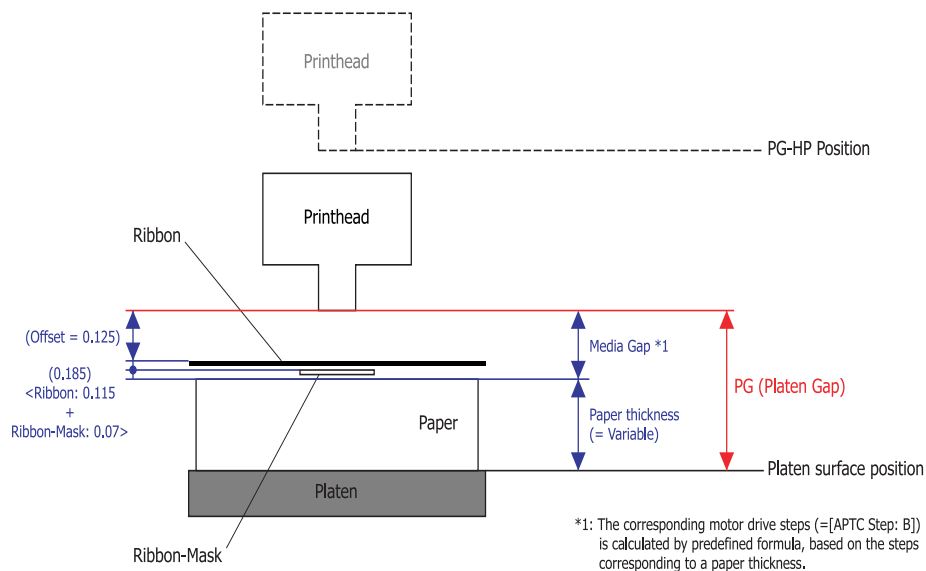 Printhead
PG-HP Position
Printhead
Ribbon
(Offset = 0.125)
Media Gap *1
(0.185)
<Ribbon: 0.115
+
Ribbon-Mask: 0.07>
PG (Platen Gap)
Paper
Paper thickness
(= Variable)
Platen surface position
Platen
Ribbon-Mask
*1: The corresponding motor drive steps (=[APTC Step: B])
is calculated by predefined formula, based on the steps
corresponding to a paper thickness.